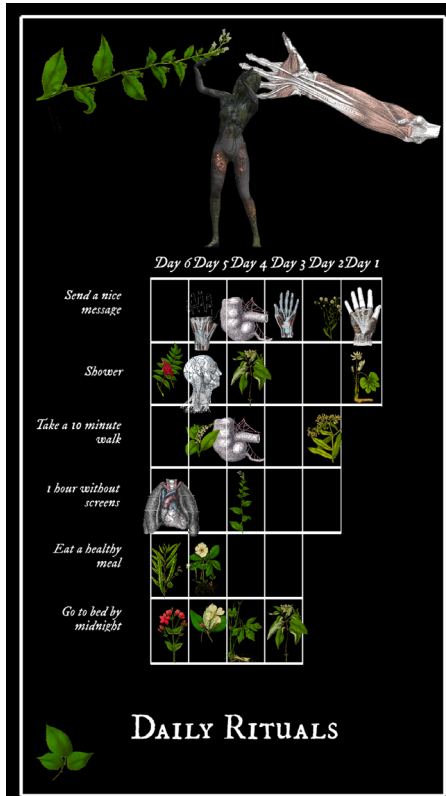 Day 6 Day 5 Day 4 Day 3 Day 2 Day 1
Send a nice
message
Shower
Take a 10 minute
walk
1 hour without
screens
Eat a healthy
meal
Go to bed by
midnight
Daily Rituals